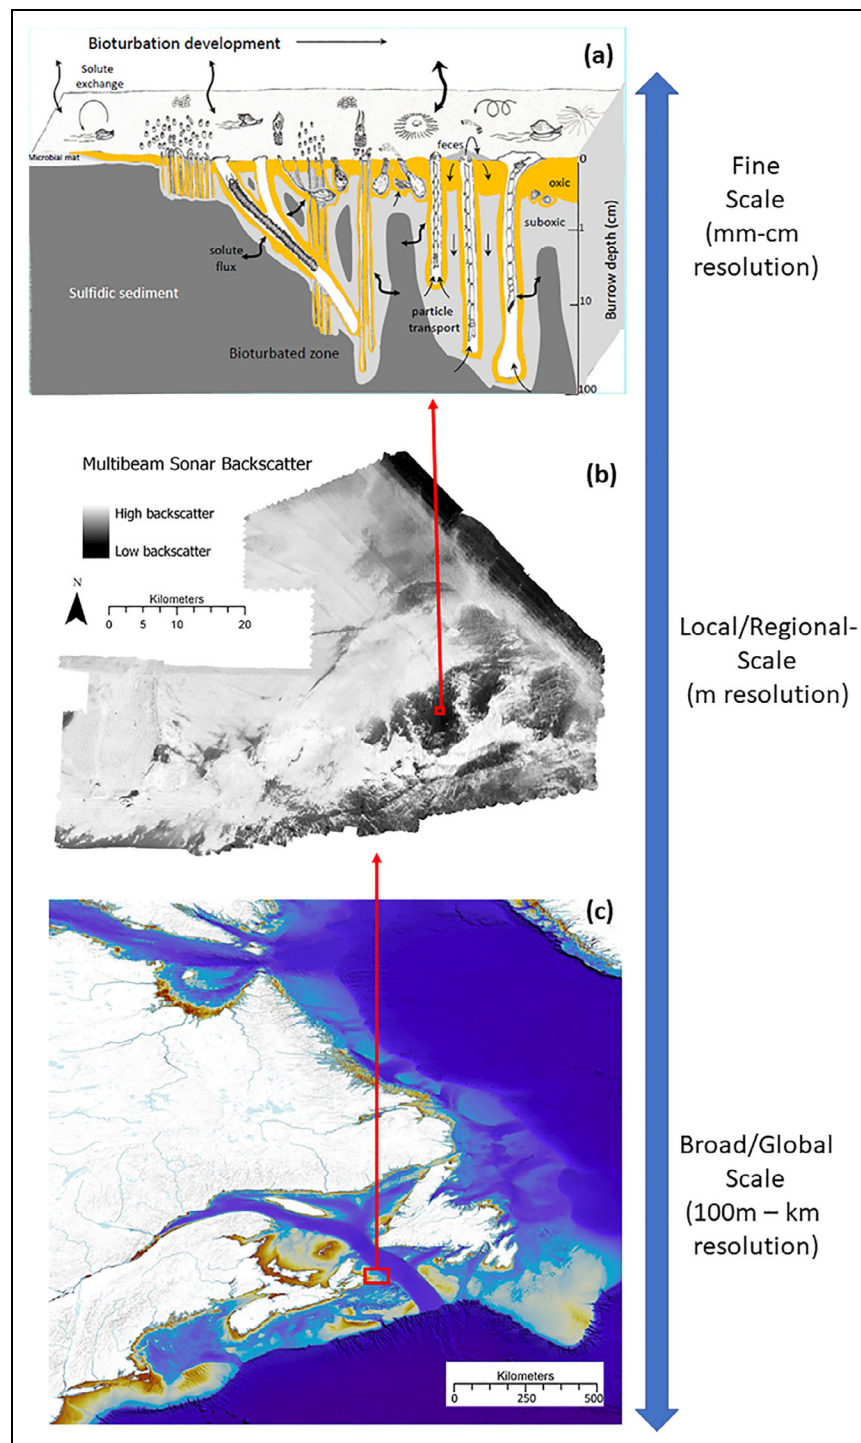 Bioturbation development
(a)
Solute
exchange
feces
Microbial mat
0
oxic
suboxic
1
solute
flux
Sulfidic sediment
10
particle
transport
Bioturbated zone
100
Burrow depth (cm)
Fine
Scale
(mm-cm
resolution)
Multibeam Sonar Backscatter
(b)
High backscatter
Low backscatter
N
Kilometers
0 5 10 20
Local/Regional-
Scale
(m resolution)
(c)
Broad/Global
Scale
(100m – km
resolution)
Kilometers
0 250 500